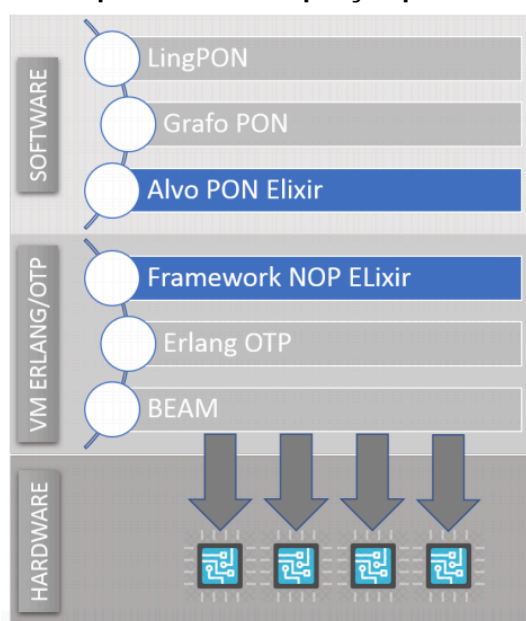 SOFTWARE
LingPON
Grafo PON
Alvo PON Elixir
VM ERLANG/OTP
Framework NOP ELixir
Erlang OTP
BEAM
HARDWARE